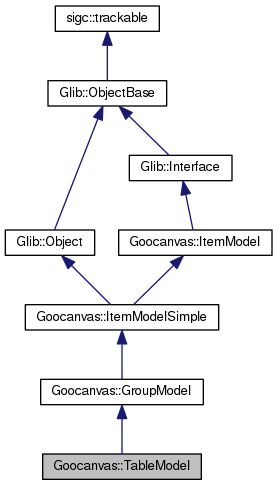 sigc::trackable
Glib::ObjectBase
Glib::Interface
Glib::Object
Goocanvas::ItemModel
Goocanvas::ItemModelSimple
Goocanvas::GroupModel
Goocanvas::TableModel